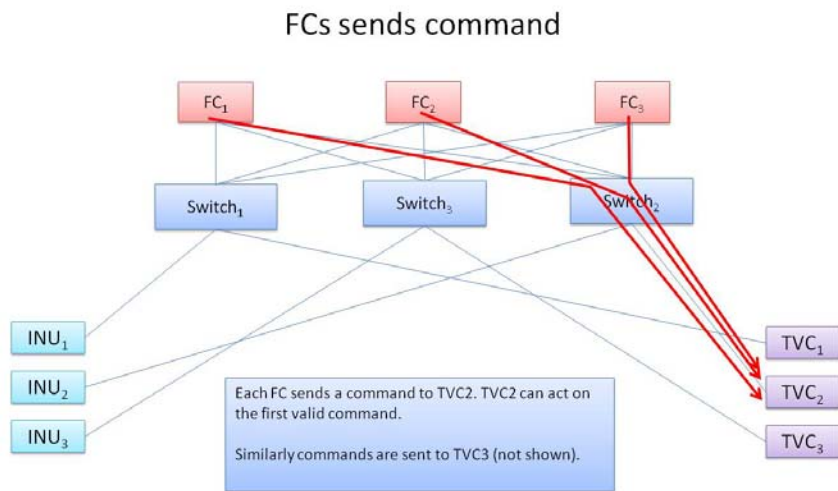 FCs sends command
FC₁
FC₂
FC₃
Switch₁
Switch₃
Switch₂
INU₁
INU₂
INU₃
TVC₁
TVC₂
TVC₃
Each FC sends a command to TVC2. TVC2 can act on
the first valid command.
Similarly commands are sent to TVC3 (not shown).